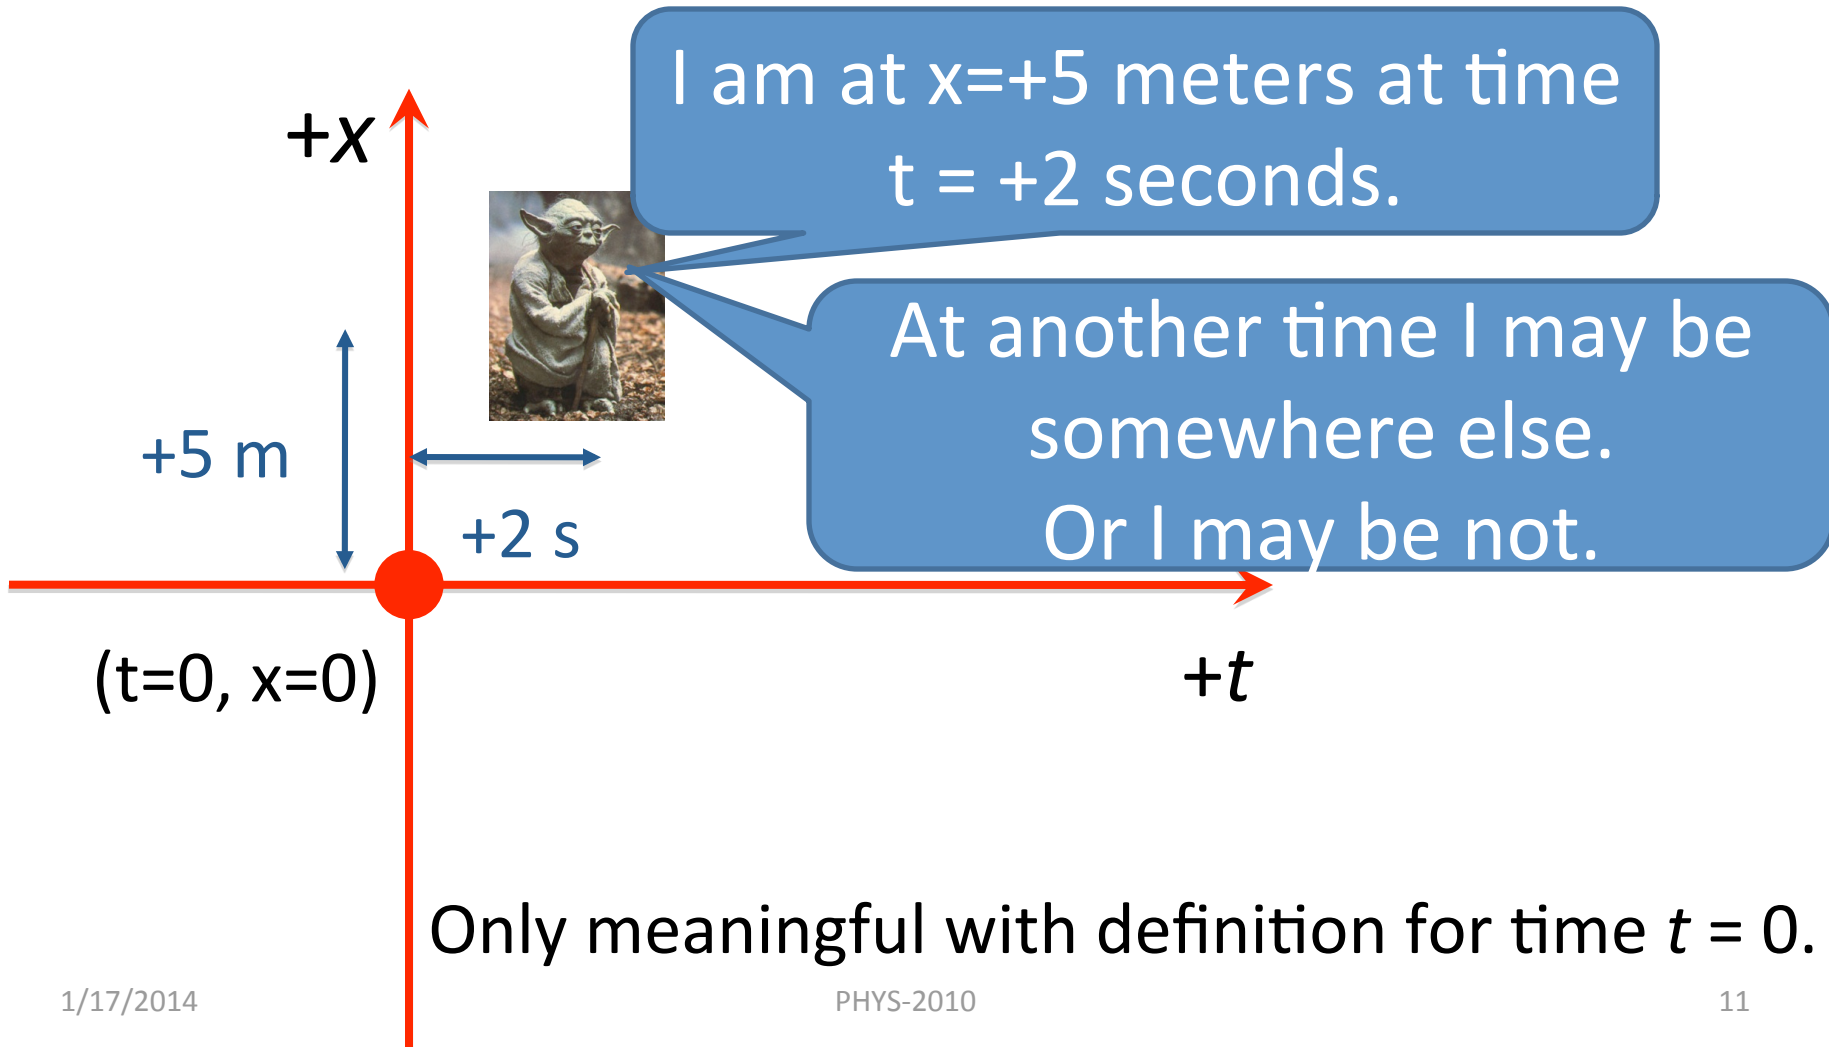 I am at x=+5 meters at time
t = +2 seconds.
+x
At another time I may be
somewhere else.
Or I may be not.
+5 m
+2 s
(t=0, x=0)
+t
Only meaningful with definition for time t = 0.
1/17/2014
PHYS-2010
11